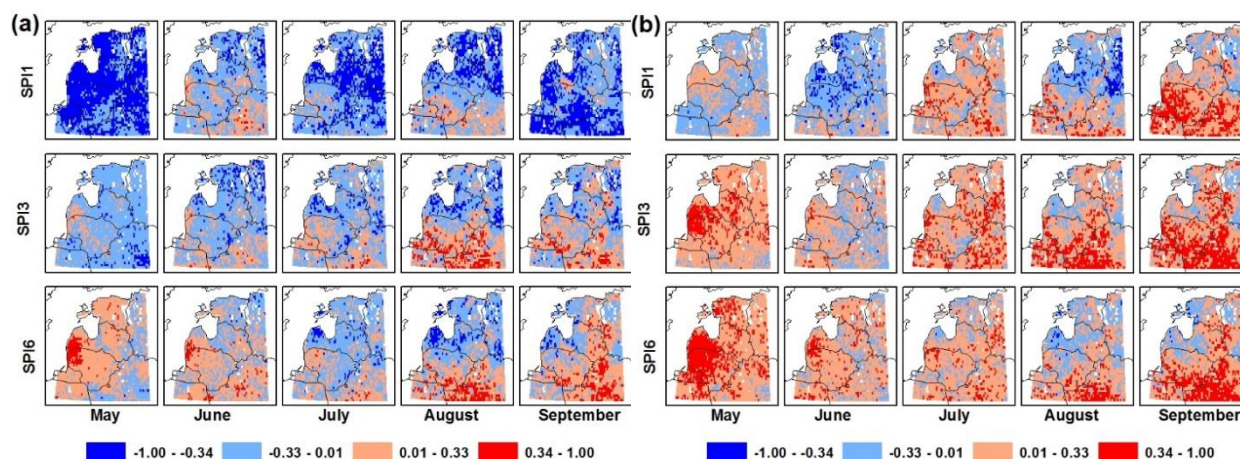 (a) (b)
SPI1 SPI1
SPI3 SPI3
SPI6 SPI6
May June July August September May June July August September
-1.00 - -0.34 -0.33 - 0.01 0.01 - 0.33 0.34 - 1.00 -1.00 - -0.34 -0.33 - 0.01 0.01 - 0.33 0.34 - 1.00